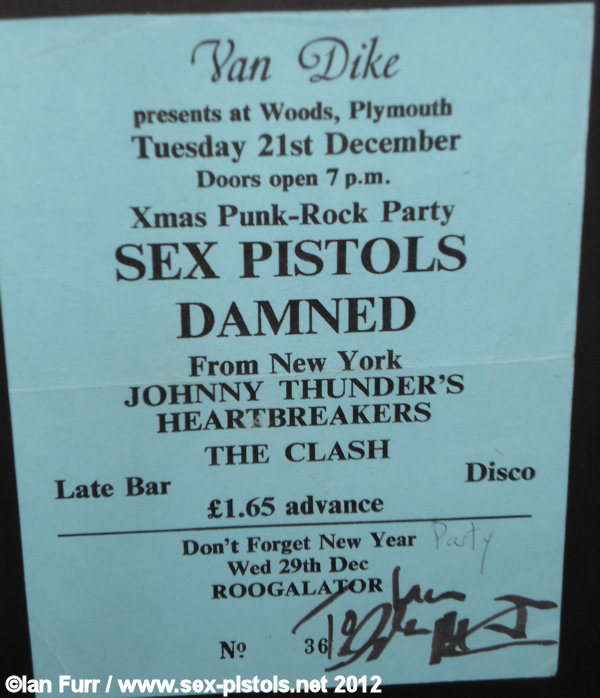 Van Dike
presents at Woods, Plymouth
Tuesday 21st December
Doors open 7 p.m.
Xmas Punk-Rock Party
SEX PISTOLS
DAMNED
From New York
JOHNNY THUNDER'S
HEARTBREAKERS
THE CLASH
Late Bar Disco
£1.65 advance
Don't Forget New Year Party
Wed 29th Dec
ROOGALATOR
To Ian
Nº 36
©Ian Furr / www.sex-pistols.net 2012